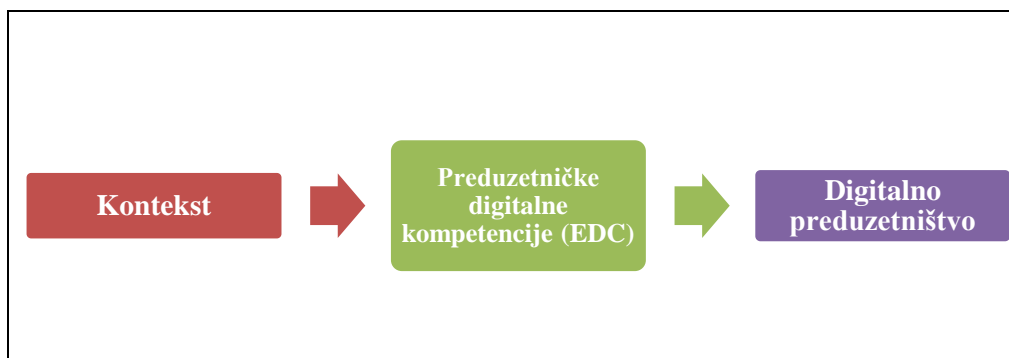 Kontekst
Preduzetničke
digitalne
kompetencije (EDC)
Digitalno
preduzetništvo